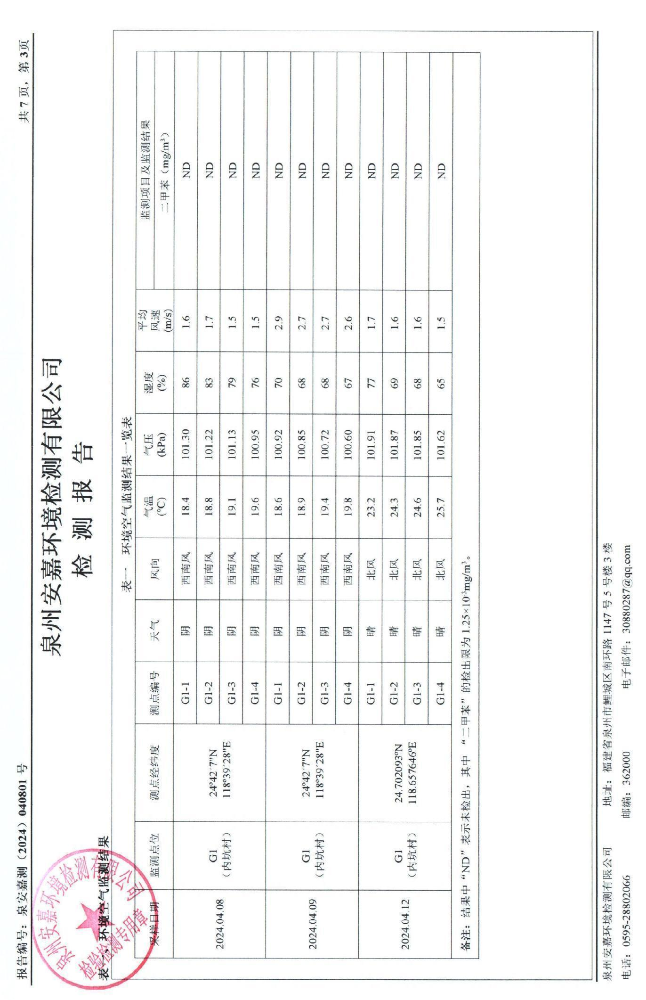 报告编号：泉安嘉测（2024）040801 号
共 7 页，第 3页
泉州安嘉环境检测有限公司
检 测 报 告
表一、环境空气监测结果
表一 环境空气监测结果一览表
采样日期 监测点位 测点经纬度 测点编号 天气 风向 气温(℃) 气压(kPa) 湿度(%) 平均风速(m/s) 监测项目及监测结果
二甲苯（mg/m³）
2024.04.08 G1（内坑村） 24°42′7"N 118°39′28"E G1-1 阴 西南风 18.4 101.30 86 1.6 ND
G1-2 阴 西南风 18.8 101.22 83 1.7 ND
G1-3 阴 西南风 19.1 101.13 79 1.5 ND
G1-4 阴 西南风 19.6 100.95 76 1.5 ND
2024.04.09 G1（内坑村） 24°42′7"N 118°39′28"E G1-1 阴 西南风 18.6 100.92 70 2.9 ND
G1-2 阴 西南风 18.9 100.85 68 2.7 ND
G1-3 阴 西南风 19.4 100.72 68 2.7 ND
G1-4 阴 西南风 19.8 100.60 67 2.6 ND
2024.04.12 G1（内坑村） 24.702093°N 118.657646°E G1-1 晴 北风 23.2 101.91 77 1.7 ND
G1-2 晴 北风 24.3 101.87 69 1.6 ND
G1-3 晴 北风 24.6 101.85 68 1.6 ND
G1-4 晴 北风 25.7 101.62 65 1.5 ND
备注：结果中“ND”表示未检出，其中 “二甲苯”的检出限为 1.25×10⁻³mg/m³。
泉州安嘉环境检测有限公司
检验检测专用章
泉州安嘉环境检测有限公司 地址：福建省泉州市鲤城区南环路 1147 号 5 号楼 3 楼
电话：0595-28802066 邮编：362000 电子邮件：30880287@qq.com